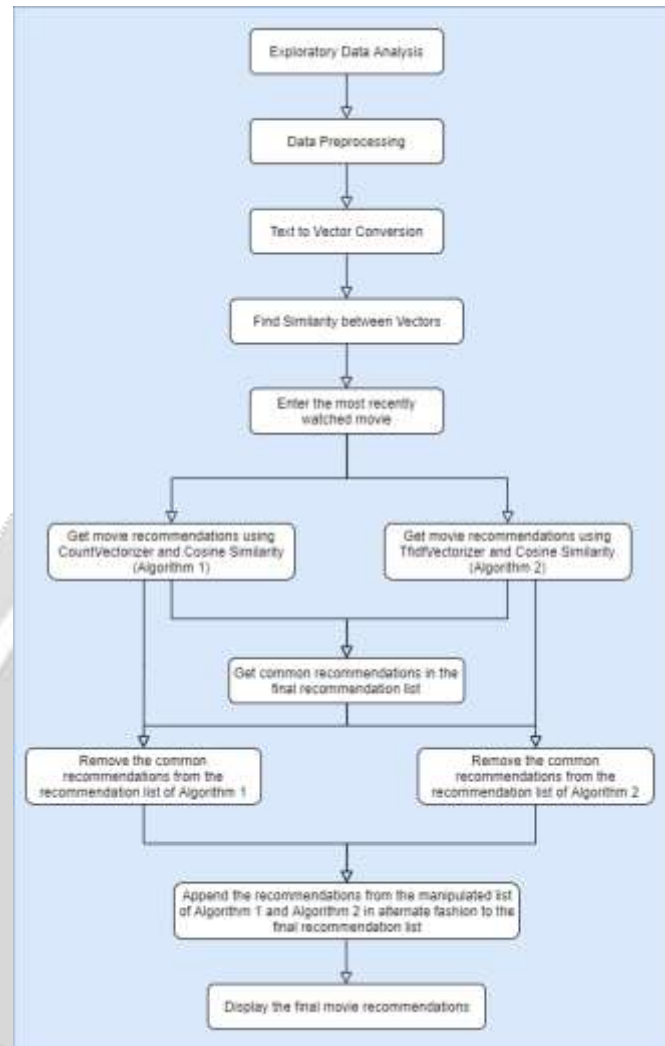 Exploratory Data Analysis
Data Preprocessing
Text to Vector Conversion
Find Similarity between Vectors
Enter the most recently
watched movie
Get movie recommendations using
CountVectorizer and Cosine Similarity
(Algorithm 1)
Get movie recommendations using
TfidfVectorizer and Cosine Similarity
(Algorithm 2)
Get common recommendations in the
final recommendation list
Remove the common
recommendations from the
recommendation list of Algorithm 1
Remove the common
recommendations from the
recommendation list of Algorithm 2
Append the recommendations from the manipulated list
of Algorithm 1 and Algorithm 2 in alternate fashion to the
final recommendation list
Display the final movie recommendations